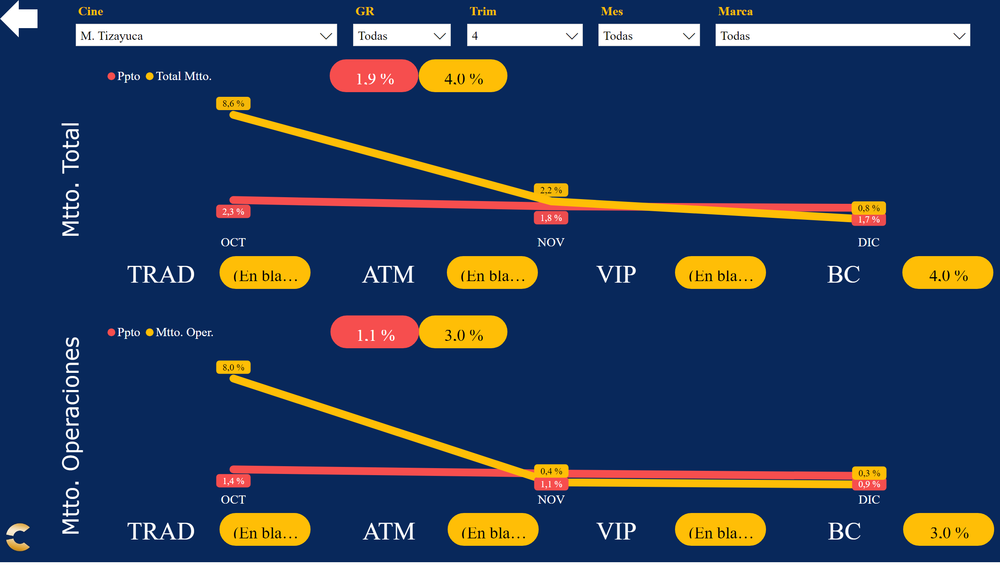 Cine GR Trim Mes Marca
M. Tizayuca Todas 4 Todas Todas
Ppto Total Mtto. 1,9 % 4,0 %
Mtto. Total
8,6 %
2,2 %
2,3 %
1,8 %
0,8 %
1,7 %
OCT NOV DIC
TRAD (En bla… ATM (En bla… VIP (En bla… BC 4,0 %
Ppto Mtto. Oper. 1,1 % 3,0 %
Mtto. Operaciones
8,0 %
1,4 %
0,4 %
1,1 %
0,3 %
0,9 %
OCT NOV DIC
TRAD (En bla… ATM (En bla… VIP (En bla… BC 3,0 %